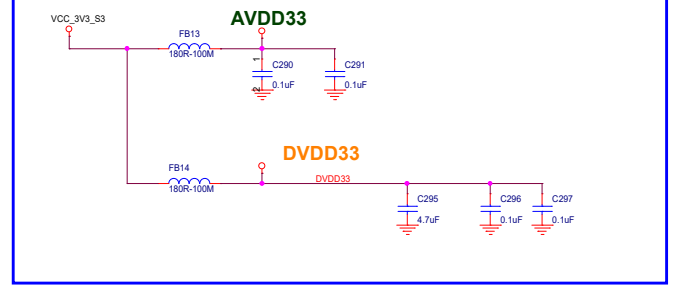 VCC_3V3_S3
AVDD33
FB13
180R-100M
1
C290
C291
2
0.1uF
0.1uF
DVDD33
FB14
DVDD33
180R-100M
C295
C296
C297
4.7uF
0.1uF
0.1uF